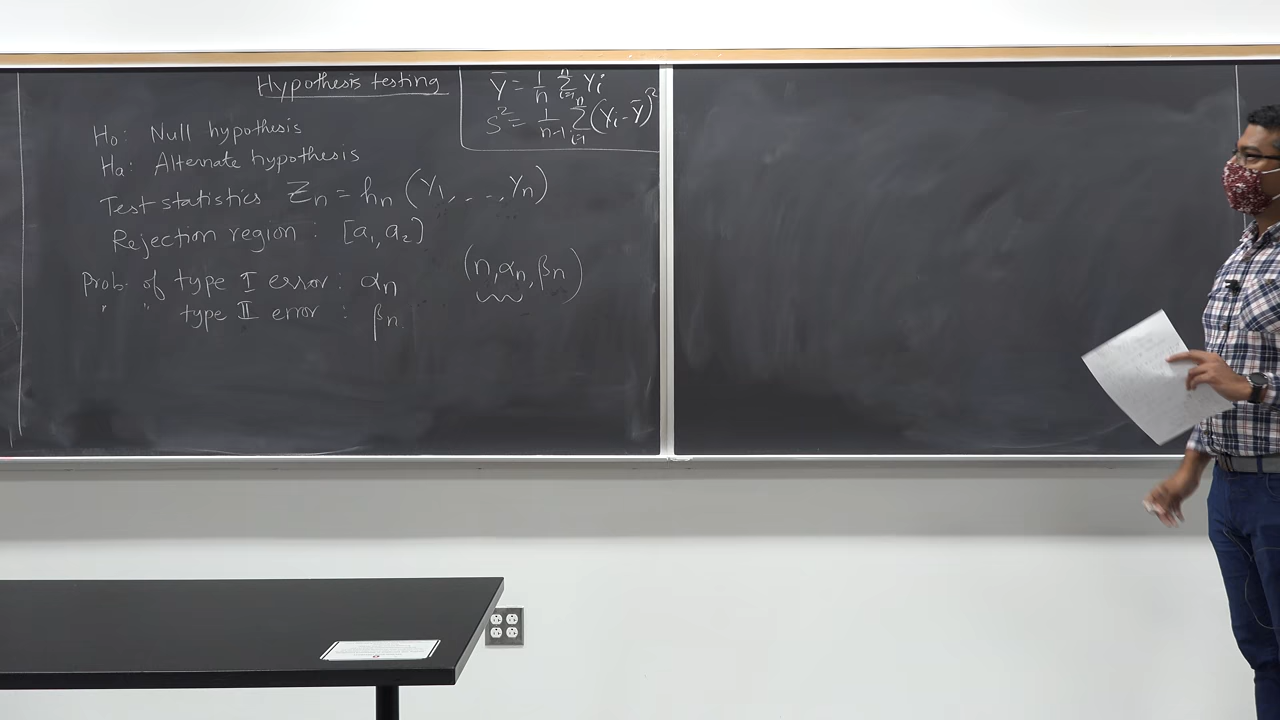 Hypothesis testing
Ȳ = 1/n Σ_{i=1}^{n} Yi
S² = 1/(n-1) Σ_{i=1}^{n} (Yi - Ȳ)²
H₀: Null hypothesis
Ha: Alternate hypothesis
Test statistics Zn = hn (Y₁, . . . , Yn)
Rejection region : [a₁, a₂]
Prob. of type I error : αn
" " type II error : βn.
(n, αn, βn)